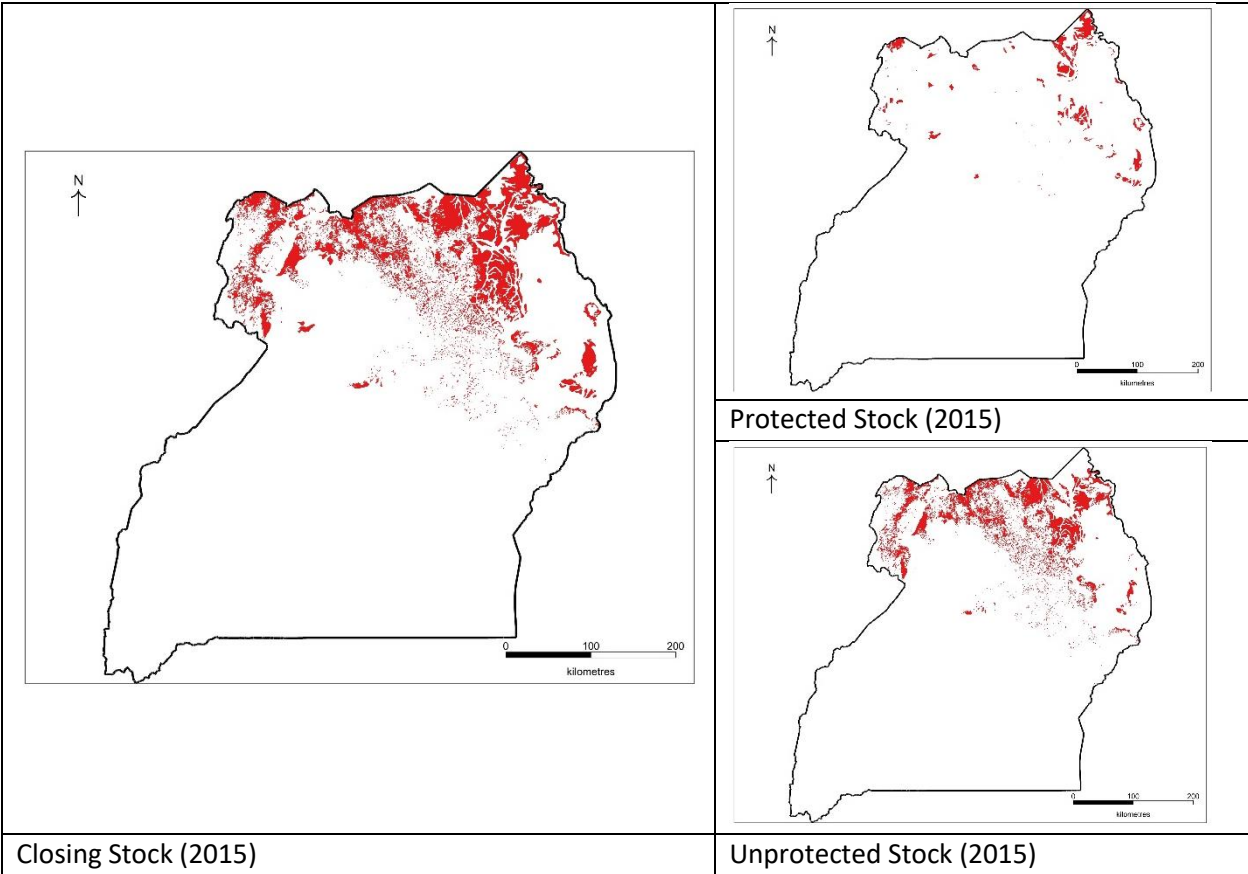 N
0 100 200
kilometres
Closing Stock (2015)
N
0 100 200
kilometres
Protected Stock (2015)
N
0 100 200
kilometres
Unprotected Stock (2015)